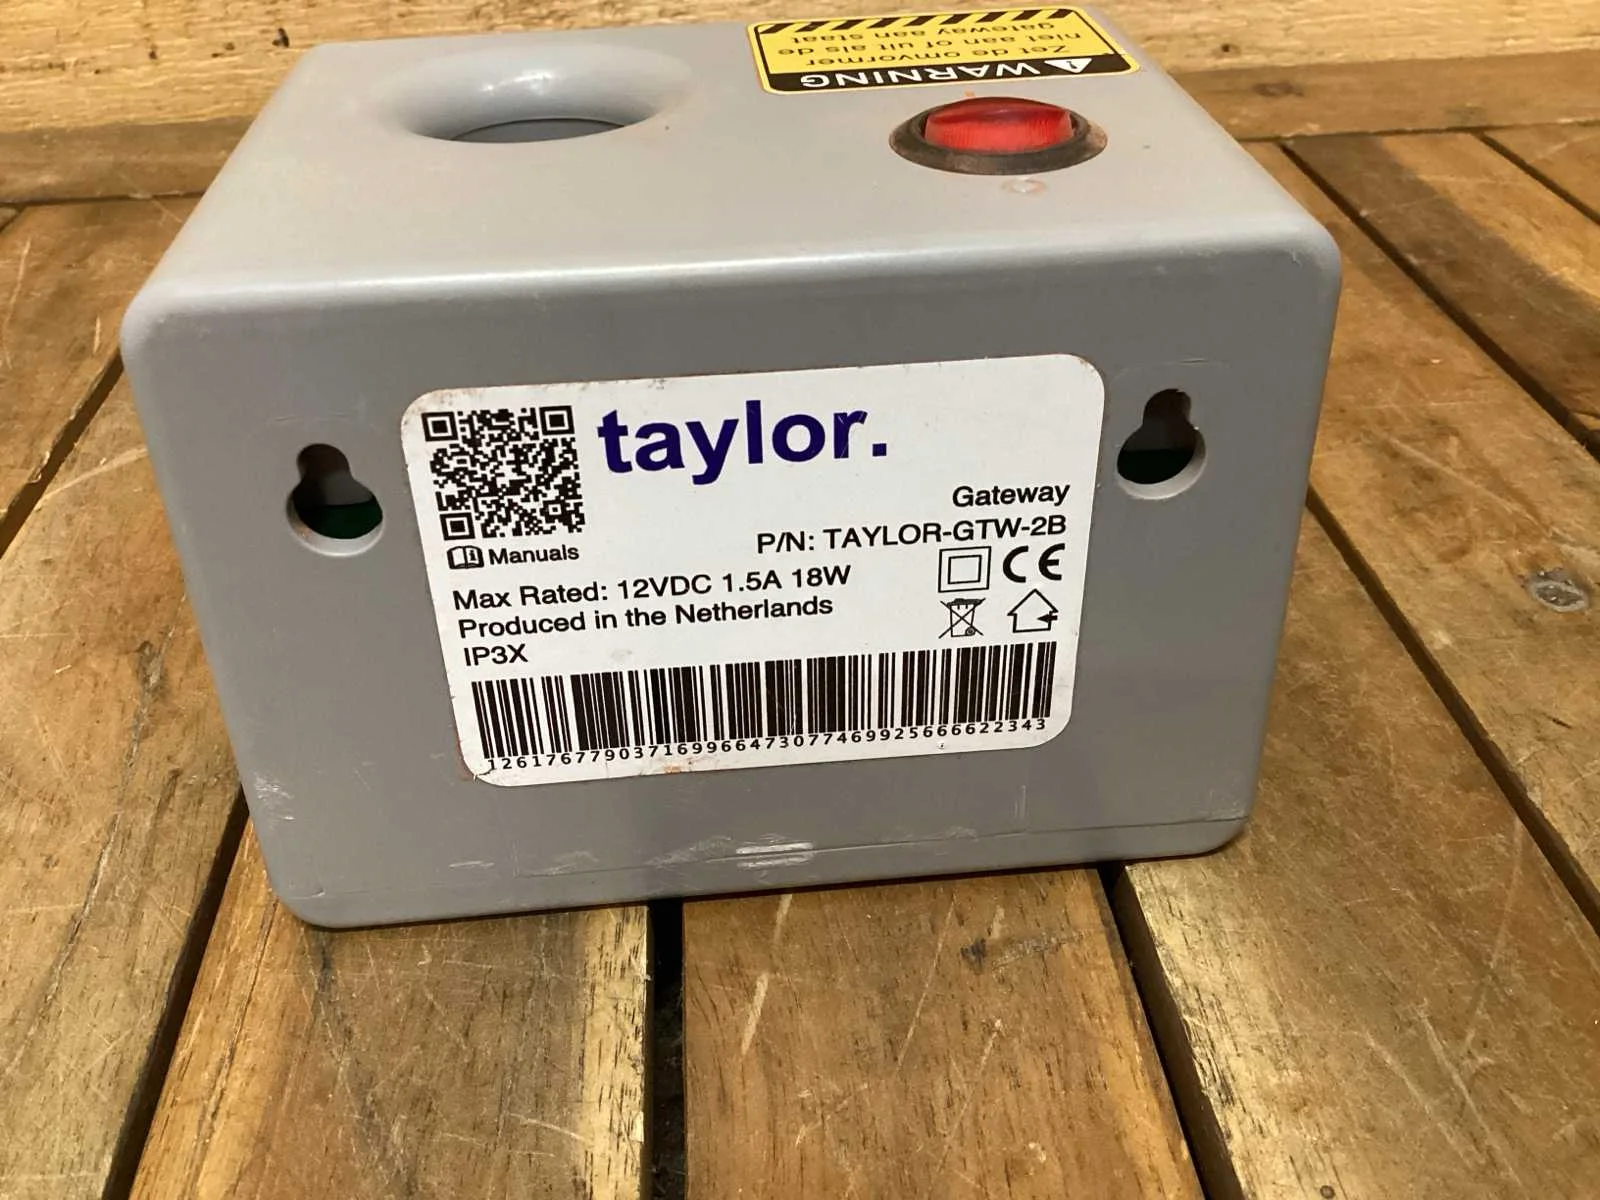 WARNING
Zet de omvormer
niet aan of uit als de
gateway aan staat
taylor.
Gateway
P/N: TAYLOR-GTW-2B
Manuals
Max Rated: 12VDC 1.5A 18W
Produced in the Netherlands
IP3X
CE
126176779037169966473077469925666622343